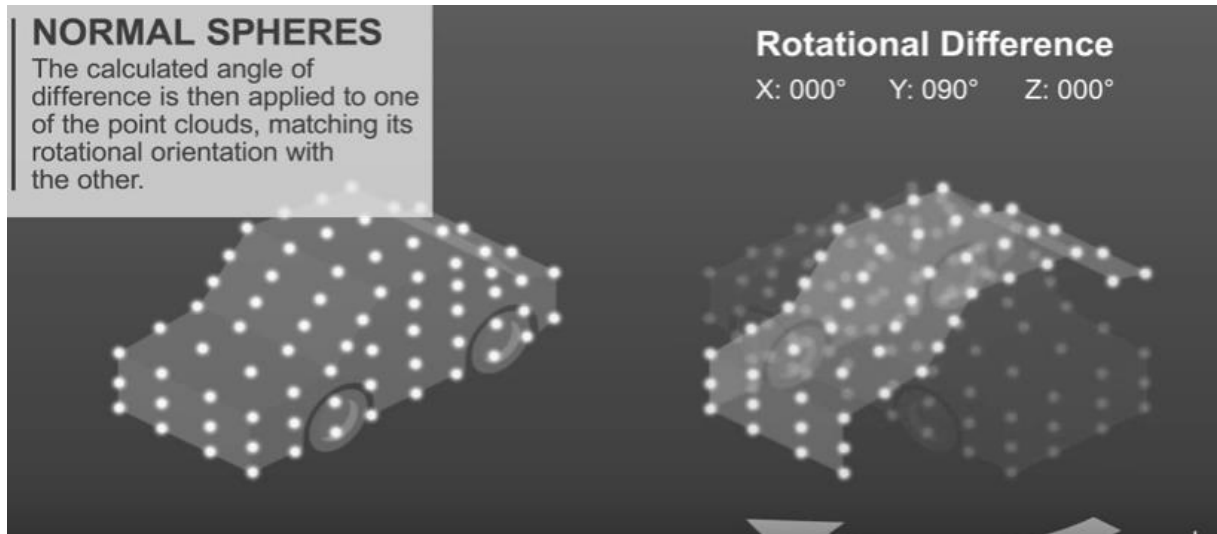 NORMAL SPHERES
The calculated angle of
difference is then applied to one
of the point clouds, matching its
rotational orientation with
the other.
Rotational Difference
X: 000° Y: 090° Z: 000°